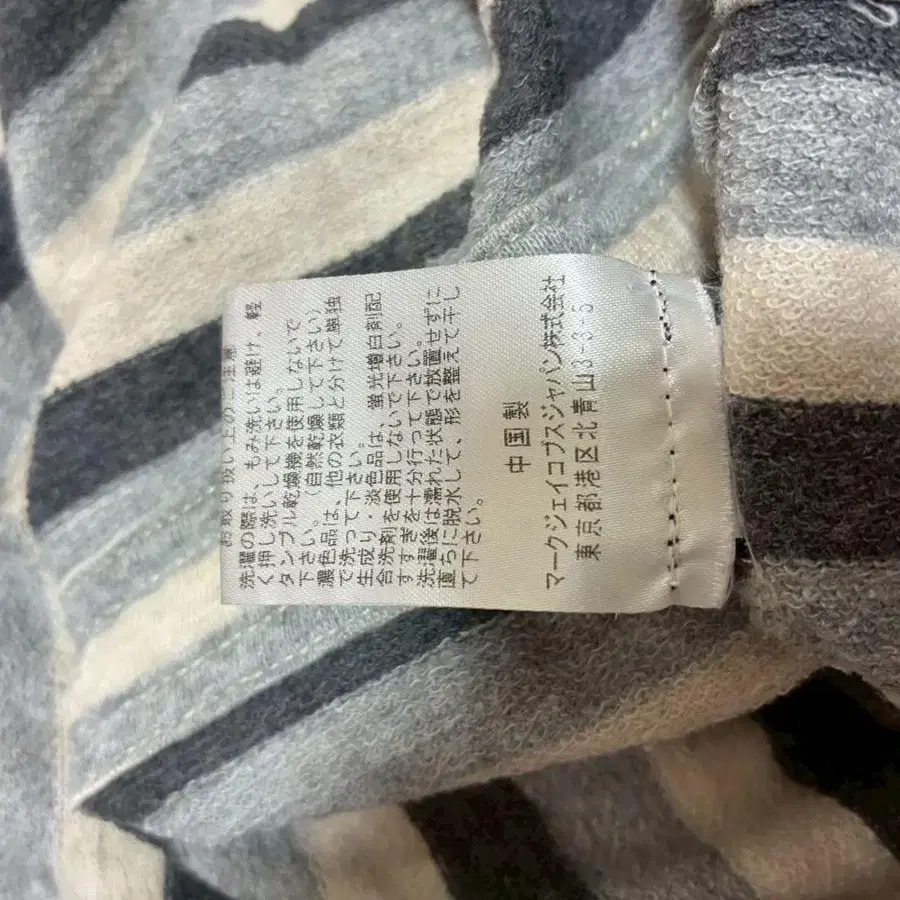 お取り扱い上のご注意
洗濯の際は、もみ洗いは避け、軽
く押し洗いして下さい。
タンブル乾燥機を使用しないで
下さい。（自然乾燥して下さい）
濃色品は、他の衣類と分けて単独
で洗って下さい。
生成り・淡色品は、蛍光増白剤配
合洗剤を使用しないで下さい。
すすぎを十分行って下さい。
洗濯後は濡れた状態で放置せずに
直ちに脱水して、形を整えて干し
て下さい。
中国製
マークジェイコブスジャパン株式会社
東京都港区北青山3-3-5